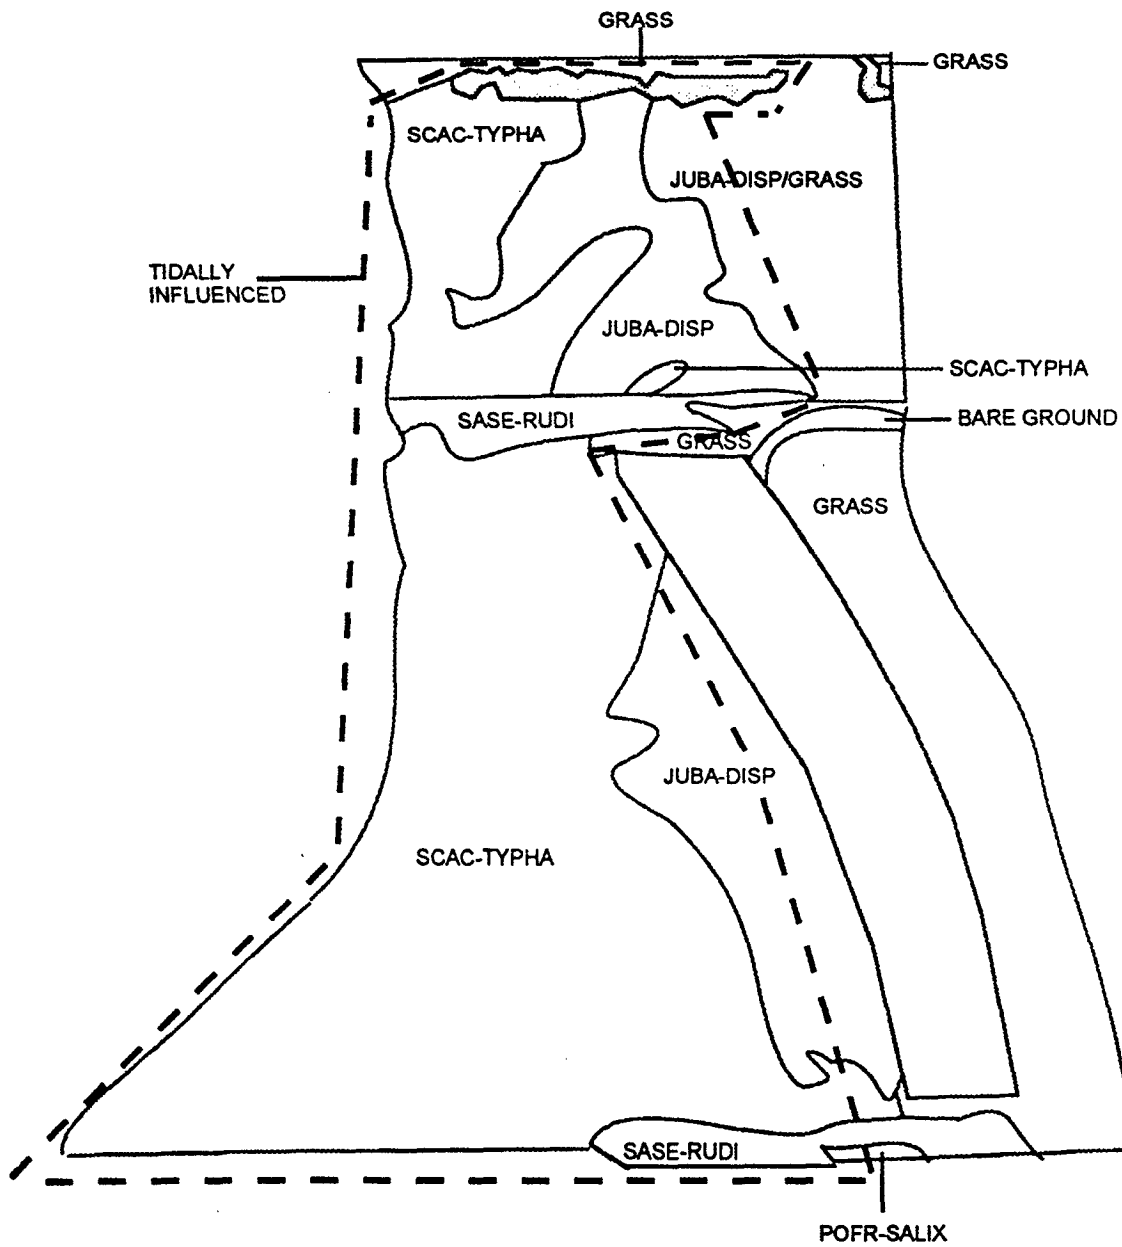 GRASS
GRASS
SCAC-TYPHA
JUBA-DISP/GRASS
TIDALLY
INFLUENCED
JUBA-DISP
SCAC-TYPHA
SASE-RUDI
BARE GROUND
GRASS
GRASS
JUBA-DISP
SCAC-TYPHA
SASE-RUDI
POFR-SALIX